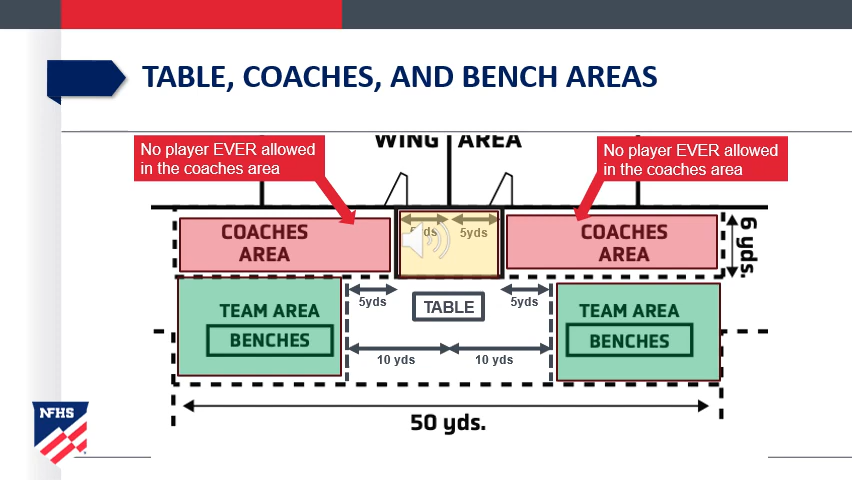 TABLE, COACHES, AND BENCH AREAS
WING AREA
No player EVER allowed
in the coaches area
No player EVER allowed
in the coaches area
5yds
COACHES
AREA
COACHES
AREA
6 yds.
5yds
5yds
TABLE
TEAM AREA
BENCHES
TEAM AREA
BENCHES
10 yds
10 yds
50 yds.
NFHS